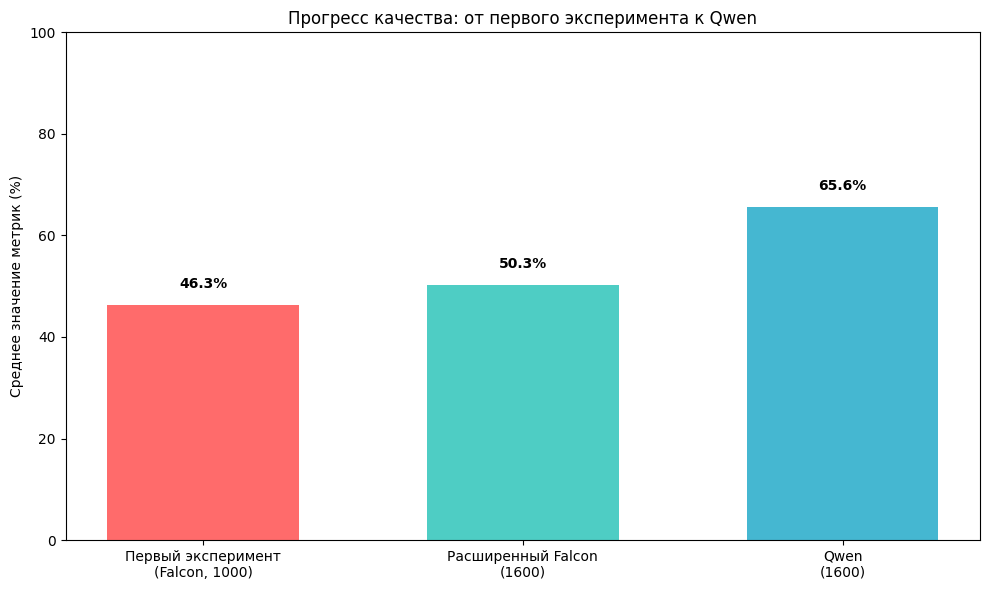 Прогресс качества: от первого эксперимента к Qwen
Среднее значение метрик (%)
100
80
60
40
20
0
46.3%
50.3%
65.6%
Первый эксперимент
(Falcon, 1000)
Расширенный Falcon
(1600)
Qwen
(1600)